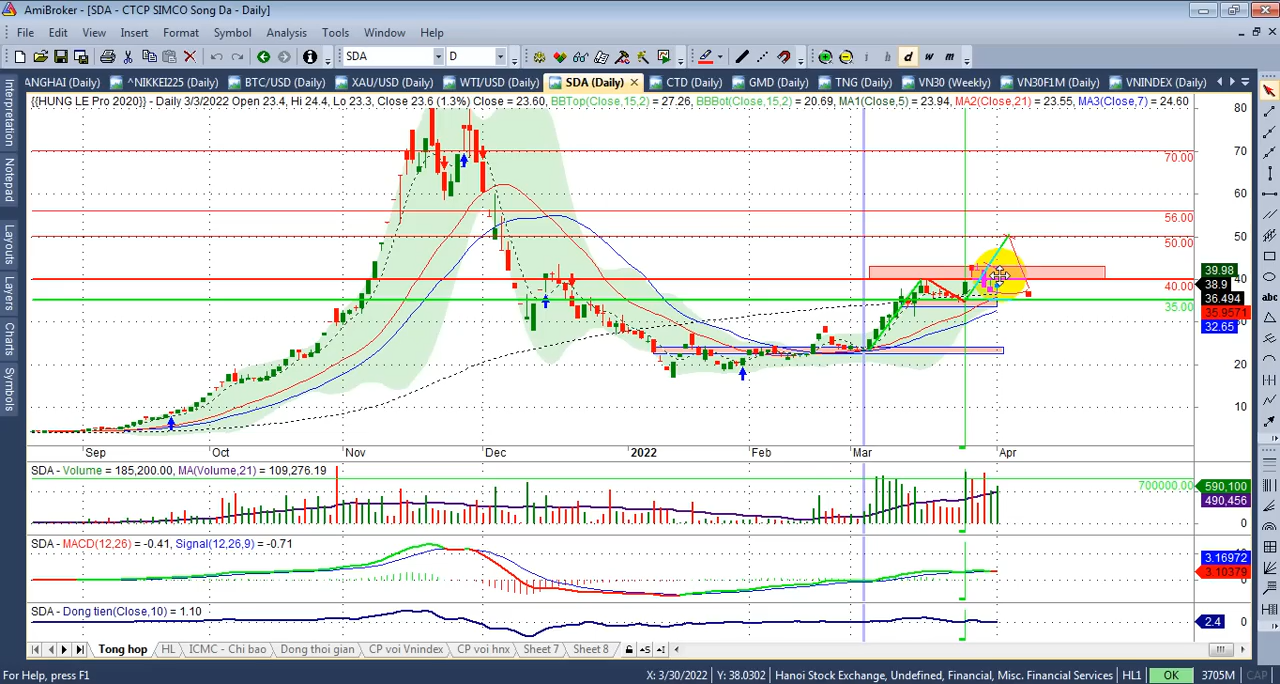 AmiBroker - [SDA - CTCP SIMCO Song Da - Daily]
File Edit View Insert Format Symbol Analysis Tools Window Help
SDA D i h d w m
ANGHAI (Daily) ^NIKKEI225 (Daily) BTC/USD (Daily) XAU/USD (Daily) WTI/USD (Daily) SDA (Daily) CTD (Daily) GMD (Daily) TNG (Daily) VN30 (Weekly) VN30F1M (Daily) VNINDEX (Daily)
{{HUNG LE Pro 2020}} - Daily 3/3/2022 Open 23.4, Hi 24.4, Lo 23.3, Close 23.6 (1.3%) Close = 23.60, BBTop(Close,15,2) = 27.26, BBBot(Close,15,2) = 20.69, MA1(Close,5) = 23.94, MA2(Close,21) = 23.55, MA3(Close,7) = 24.60
Interpretation
Notepad
Layouts
Layers
Charts
Symbols
80
70
70.00
60
56.00
50
50.00
40
39.98
38.9
40.00
36.494
35.00
35.9571
32.65
20
10
abc
Sep Oct Nov Dec 2022 Feb Mar Apr
SDA - Volume = 185,200.00, MA(Volume,21) = 109,276.19
700000.00
590,100
490,456
0
SDA - MACD(12,26) = -0.41, Signal(12,26,9) = -0.71
3.16972
3.10379
SDA - Dong tien(Close,10) = 1.10
2.4 0
Tong hop HL ICMC - Chi bao Dong thoi gian CP voi Vnindex CP voi hnx Sheet 7 Sheet 8
For Help, press F1 X: 3/30/2022 Y: 38.0302 Hanoi Stock Exchange, Undefined, Financial, Misc. Financial Services HL1 OK 3705M CAP